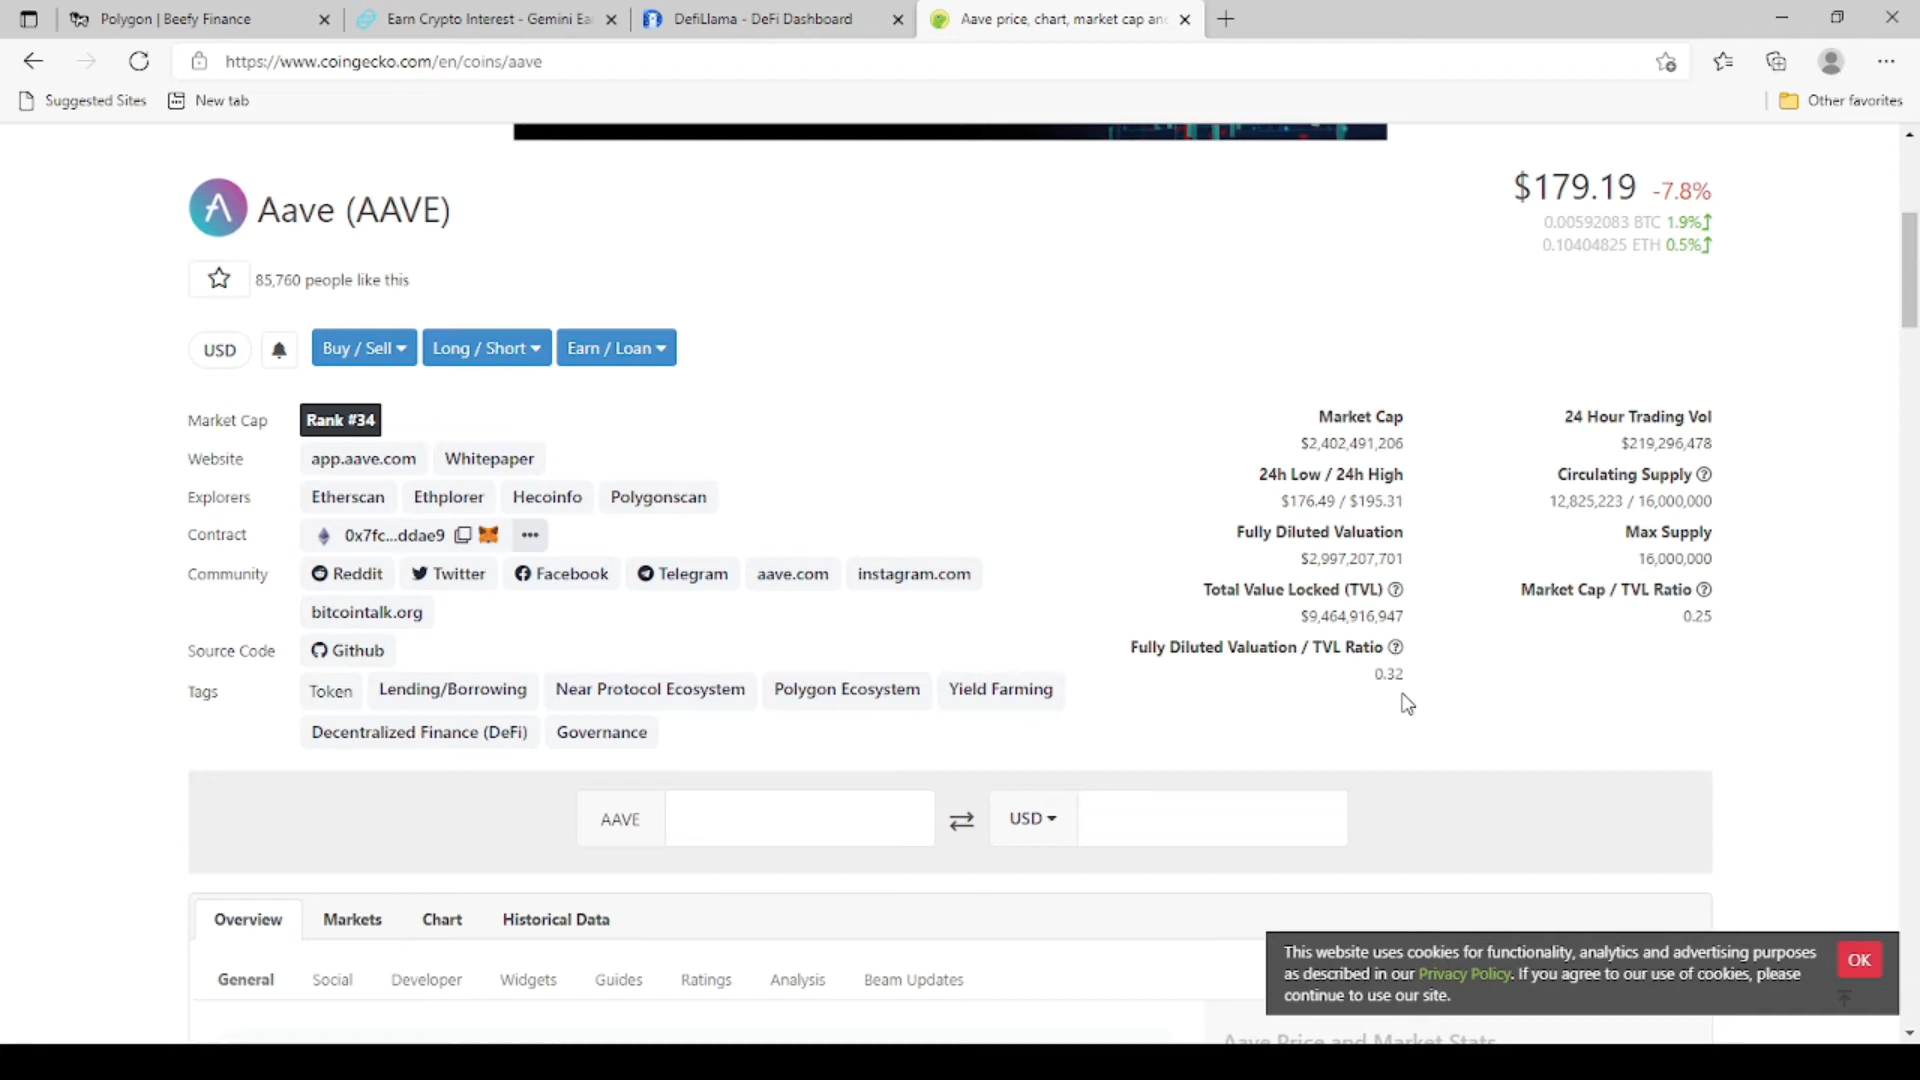 Polygon | Beefy Finance
Earn Crypto Interest - Gemini Ea
DefiLlama - DeFi Dashboard
Aave price, chart, market cap and
https://www.coingecko.com/en/coins/aave
Suggested Sites
New tab
Other favorites
Aave (AAVE)
$179.19 -7.8%
0.00592083 BTC 1.9%
0.10404825 ETH 0.5%
85,760 people like this
USD
Buy / Sell
Long / Short
Earn / Loan
Market Cap
Rank #34
Website
app.aave.com
Whitepaper
Explorers
Etherscan
Ethplorer
Hecoinfo
Polygonscan
Contract
0x7fc...ddae9
Community
Reddit
Twitter
Facebook
Telegram
aave.com
instagram.com
bitcointalk.org
Source Code
Github
Tags
Token
Lending/Borrowing
Near Protocol Ecosystem
Polygon Ecosystem
Yield Farming
Decentralized Finance (DeFi)
Governance
Market Cap
$2,402,491,206
24h Low / 24h High
$176.49 / $195.31
Fully Diluted Valuation
$2,997,207,701
Total Value Locked (TVL)
$9,464,916,947
Fully Diluted Valuation / TVL Ratio
0.32
24 Hour Trading Vol
$219,296,478
Circulating Supply
12,825,223 / 16,000,000
Max Supply
16,000,000
Market Cap / TVL Ratio
0.25
AAVE
USD
Overview
Markets
Chart
Historical Data
General
Social
Developer
Widgets
Guides
Ratings
Analysis
Beam Updates
This website uses cookies for functionality, analytics and advertising purposes
as described in our Privacy Policy. If you agree to our use of cookies, please
continue to use our site.
OK
Aave Price and Market Stats